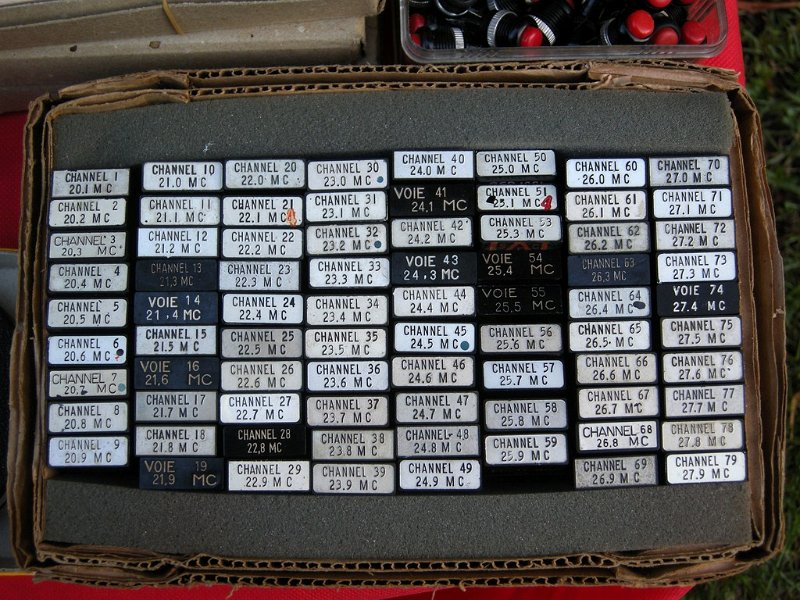 CHANNEL 1
20.1 MC
CHANNEL 2
20.2 MC
CHANNEL 3
20,3 MC
CHANNEL 4
20.4 MC
CHANNEL 5
20.5 MC
CHANNEL 6
20.6 MC
CHANNEL 7
20.7 MC
CHANNEL 8
20.8 MC
CHANNEL 9
20.9 MC
CHANNEL 10
21.0 MC
CHANNEL 11
21.1 MC
CHANNEL 12
21.2 MC
CHANNEL 13
21,3 MC
VOIE 14
21,4 MC
CHANNEL 15
21.5 MC
VOIE 16
21,6 MC
CHANNEL 17
21.7 MC
CHANNEL 18
21.8 MC
VOIE 19
21,9 MC
CHANNEL 20
22.0 MC
CHANNEL 21
22.1 MC
CHANNEL 22
22.2 MC
CHANNEL 23
22.3 MC
CHANNEL 24
22.4 MC
CHANNEL 25
22.5 MC
CHANNEL 26
22.6 MC
CHANNEL 27
22.7 MC
CHANNEL 28
22,8 MC
CHANNEL 29
22.9 MC
CHANNEL 30
23.0 MC
CHANNEL 31
23.1 MC
CHANNEL 32
23.2 MC
CHANNEL 33
23.3 MC
CHANNEL 34
23.4 MC
CHANNEL 35
23.5 MC
CHANNEL 36
23.6 MC
CHANNEL 37
23.7 MC
CHANNEL 38
23.8 MC
CHANNEL 39
23.9 MC
CHANNEL 40
24.0 MC
VOIE 41
24,1 MC
CHANNEL 42
24.2 MC
VOIE 43
24,3 MC
CHANNEL 44
24.4 MC
CHANNEL 45
24.5 MC
CHANNEL 46
24.6 MC
CHANNEL 47
24.7 MC
CHANNEL 48
24.8 MC
CHANNEL 49
24.9 MC
CHANNEL 50
25.0 MC
CHANNEL 51
25.1 MC
CHANNEL 53
25.3 MC
VOIE 54
25,4 MC
VOIE 55
25,5 MC
CHANNEL 56
25.6 MC
CHANNEL 57
25.7 MC
CHANNEL 58
25.8 MC
CHANNEL 59
25.9 MC
CHANNEL 60
26.0 MC
CHANNEL 61
26.1 MC
CHANNEL 62
26.2 MC
CHANNEL 63
26,3 MC
CHANNEL 64
26.4 MC
CHANNEL 65
26.5 MC
CHANNEL 66
26.6 MC
CHANNEL 67
26.7 MC
CHANNEL 68
26.8 MC
CHANNEL 69
26.9 MC
CHANNEL 70
27.0 MC
CHANNEL 71
27.1 MC
CHANNEL 72
27.2 MC
CHANNEL 73
27.3 MC
VOIE 74
27.4 MC
CHANNEL 75
27.5 MC
CHANNEL 76
27.6 MC
CHANNEL 77
27.7 MC
CHANNEL 78
27.8 MC
CHANNEL 79
27.9 MC